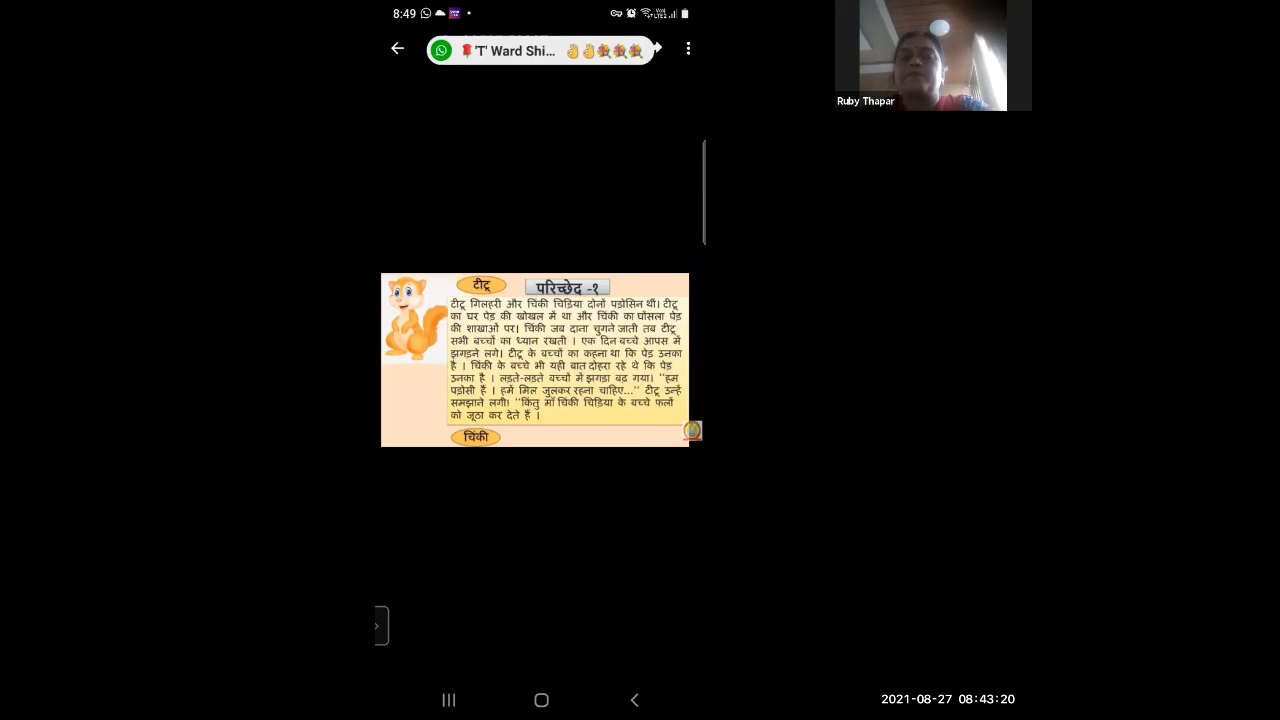 8:49
'T' Ward Shi...
Ruby Thapar
टीटू
परिच्छेद -१
टीटू गिलहरी और चिंकी चिड़िया दोनों पड़ोसिन थीं। टीटू
का घर पेड़ की खोखल में था और चिंकी का घोंसला पेड़
की शाखाओं पर। चिंकी जब दाना चुगने जाती तब टीटू
सभी बच्चों का ध्यान रखती । एक दिन बच्चे आपस में
झगड़ने लगे। टीटू के बच्चों का कहना था कि पेड़ उनका
है । चिंकी के बच्चे भी यही बात दोहरा रहे थे कि पेड़
उनका है । लड़ते-लड़ते बच्चों में झगड़ा बढ़ गया। ''हम
पड़ोसी हैं । हमें मिल जुलकर रहना चाहिए...'' टीटू उन्हें
समझाने लगी। ''किंतु माँ चिंकी चिड़िया के बच्चे फलों
को जूठा कर देते हैं ।
चिंकी
2021-08-27 08:43:20